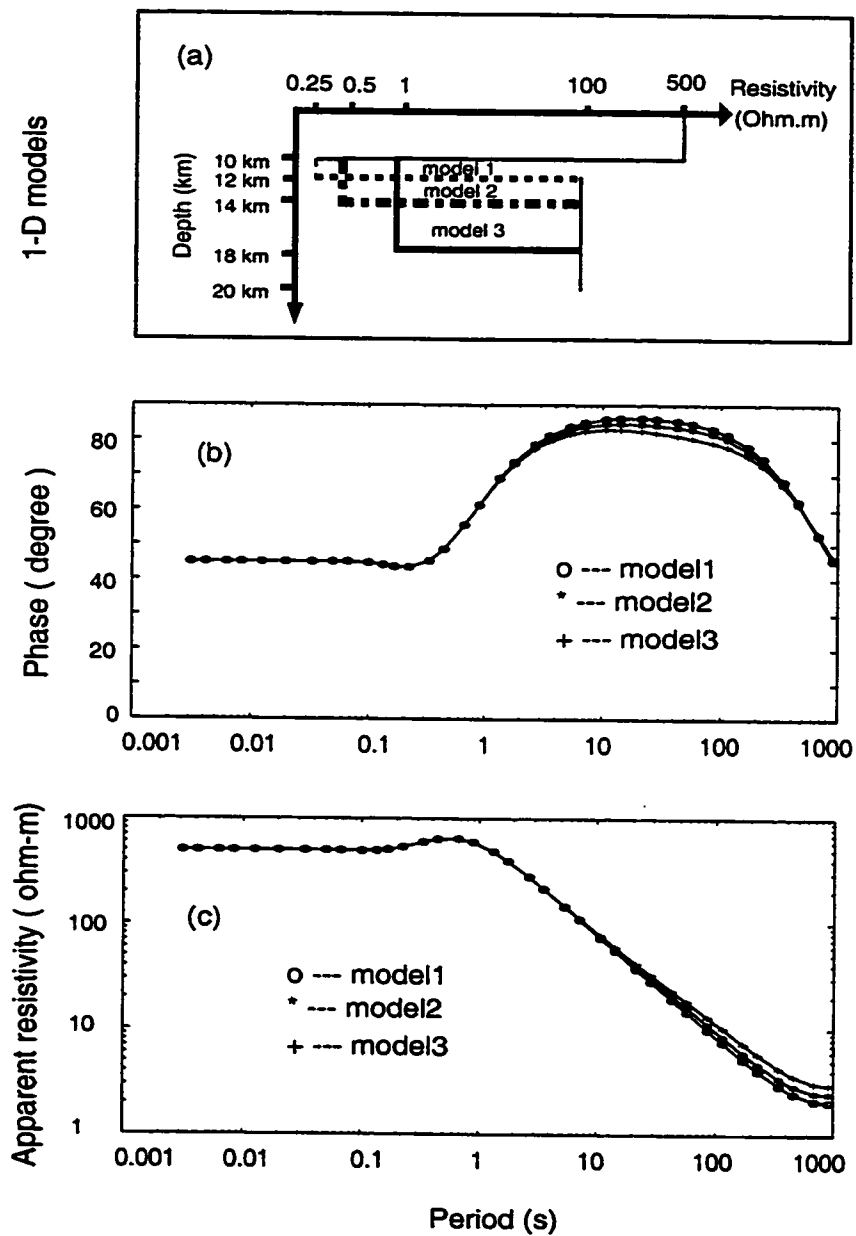 1-D models
(a)
0.25 0.5 1 100 500 Resistivity
(Ohm.m)
Depth (km)
10 km
12 km
14 km
18 km
20 km
model 1
model 2
model 3
Phase ( degree)
(b)
80
60
40
20
0
o --- model1
* --- model2
+ --- model3
0.001 0.01 0.1 1 10 100 1000
Apparent resistivity ( ohm-m)
(c)
1000
100
10
1
o --- model1
* --- model2
+ --- model3
0.001 0.01 0.1 1 10 100 1000
Period (s)